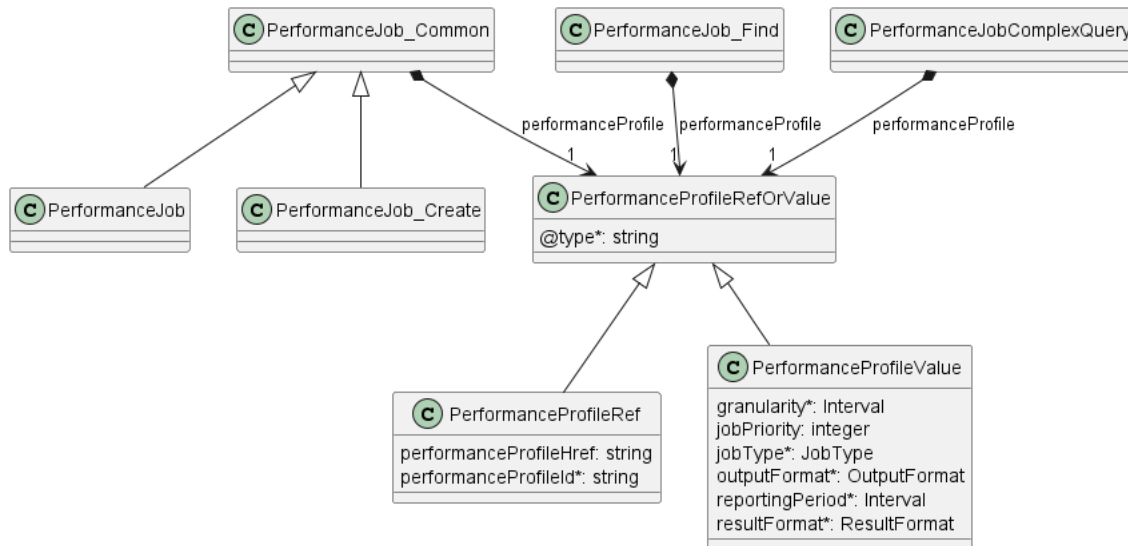 C PerformanceJob_Common
C PerformanceJob_Find
C PerformanceJobComplexQuery
performanceProfile
performanceProfile
performanceProfile
1
1
1
C PerformanceJob
C PerformanceJob_Create
C PerformanceProfileRefOrValue
@type*: string
C PerformanceProfileRef
performanceProfileHref: string
performanceProfileId*: string
C PerformanceProfileValue
granularity*: Interval
jobPriority: integer
jobType*: JobType
outputFormat*: OutputFormat
reportingPeriod*: Interval
resultFormat*: ResultFormat